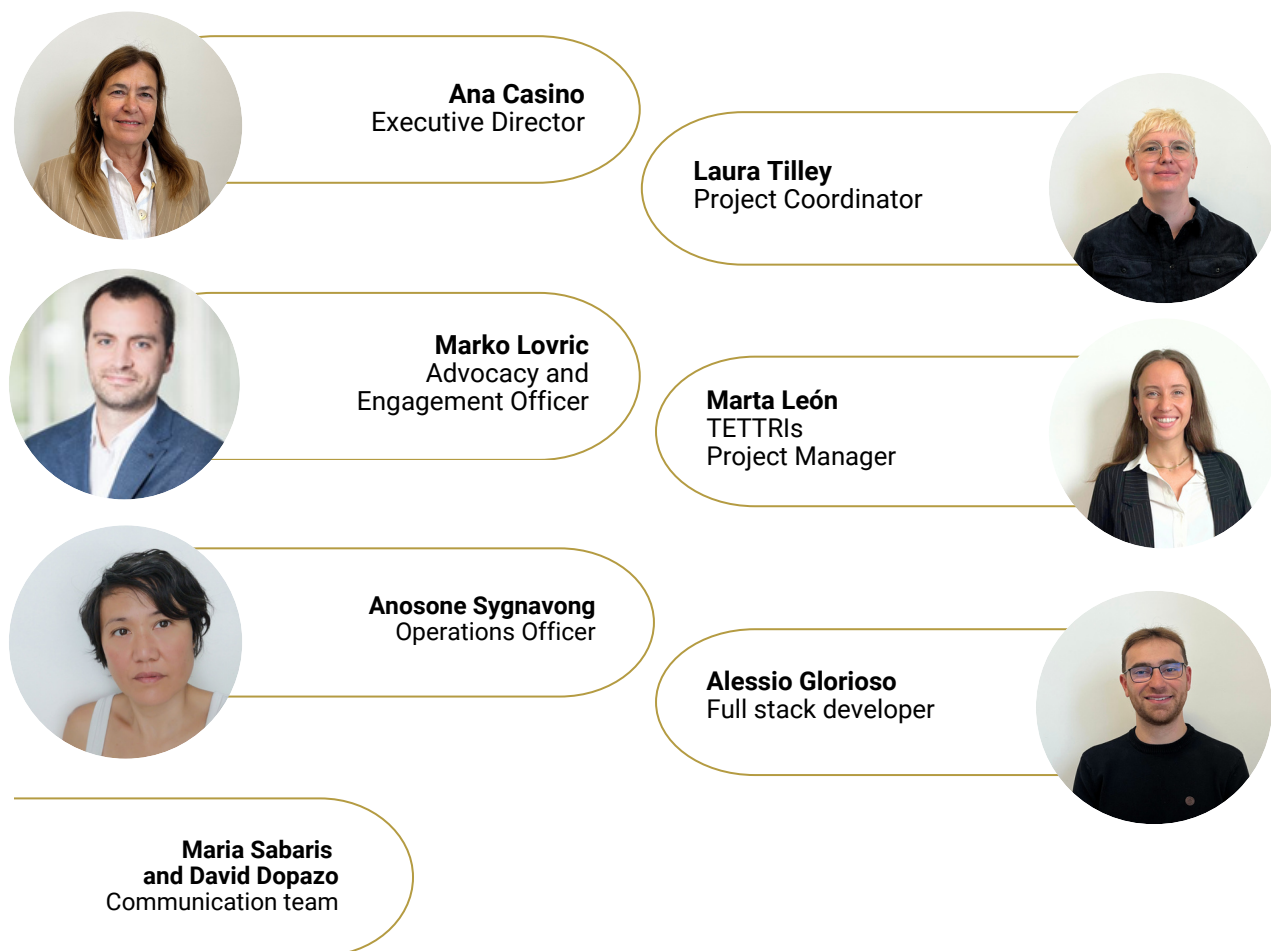 Ana Casino
Executive Director
Laura Tilley
Project Coordinator
Marko Lovric
Advocacy and
Engagement Officer
Marta León
TETTRIs
Project Manager
Anosone Sygnavong
Operations Officer
Alessio Glorioso
Full stack developer
Maria Sabaris
and David Dopazo
Communication team